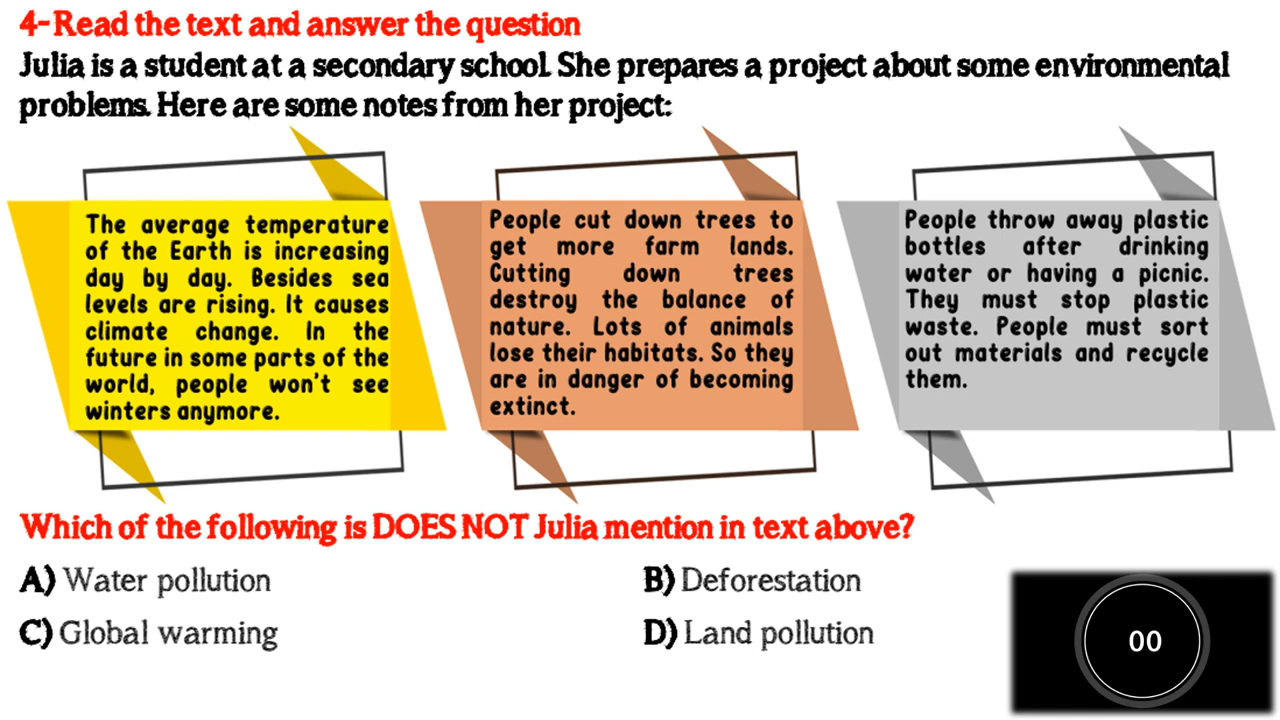 4-Read the text and answer the question
Julia is a student at a secondary school. She prepares a project about some environmental
problems. Here are some notes from her project:
The average temperature
of the Earth is increasing
day by day. Besides sea
levels are rising. It causes
climate change. In the
future in some parts of the
world, people won't see
winters anymore.
People cut down trees to
get more farm lands.
Cutting down trees
destroy the balance of
nature. Lots of animals
lose their habitats. So they
are in danger of becoming
extinct.
People throw away plastic
bottles after drinking
water or having a picnic.
They must stop plastic
waste. People must sort
out materials and recycle
them.
Which of the following is DOES NOT Julia mention in text above?
A) Water pollution
B) Deforestation
C) Global warming
D) Land pollution
00